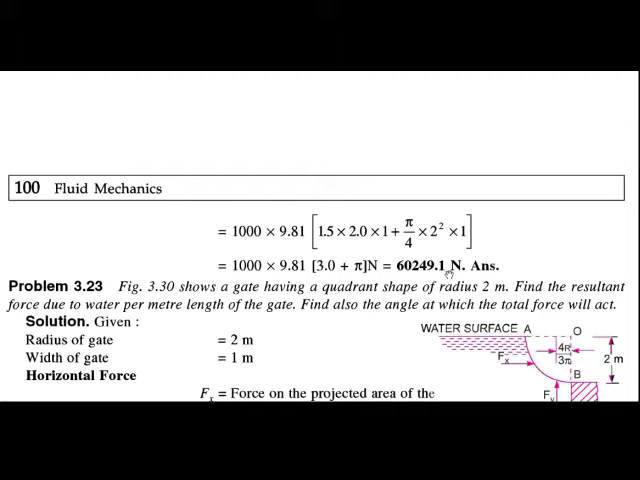 100 Fluid Mechanics
= 1000 × 9.81 [1.5 × 2.0 × 1 + π/4 × 2² × 1]
= 1000 × 9.81 [3.0 + π]N = 60249.1 N. Ans.
Problem 3.23 Fig. 3.30 shows a gate having a quadrant shape of radius 2 m. Find the resultant
force due to water per metre length of the gate. Find also the angle at which the total force will act.
Solution. Given :
Radius of gate = 2 m
Width of gate = 1 m
Horizontal Force
Fₓ = Force on the projected area of the
WATER SURFACE A O
4R/3π
Fₓ
2 m
B
Fᵧ